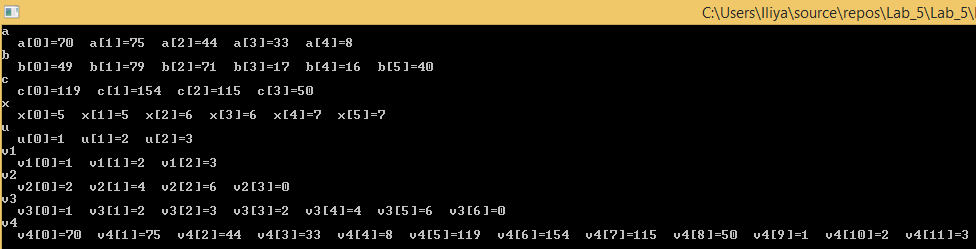 C:\Users\Iliya\source\repos\Lab_5\Lab_5\
a
a[0]=70 a[1]=75 a[2]=44 a[3]=33 a[4]=8
b
b[0]=49 b[1]=79 b[2]=71 b[3]=17 b[4]=16 b[5]=40
c
c[0]=119 c[1]=154 c[2]=115 c[3]=50
x
x[0]=5 x[1]=5 x[2]=6 x[3]=6 x[4]=7 x[5]=7
u
u[0]=1 u[1]=2 u[2]=3
v1
v1[0]=1 v1[1]=2 v1[2]=3
v2
v2[0]=2 v2[1]=4 v2[2]=6 v2[3]=0
v3
v3[0]=1 v3[1]=2 v3[2]=3 v3[3]=2 v3[4]=4 v3[5]=6 v3[6]=0
v4
v4[0]=70 v4[1]=75 v4[2]=44 v4[3]=33 v4[4]=8 v4[5]=119 v4[6]=154 v4[7]=115 v4[8]=50 v4[9]=1 v4[10]=2 v4[11]=3